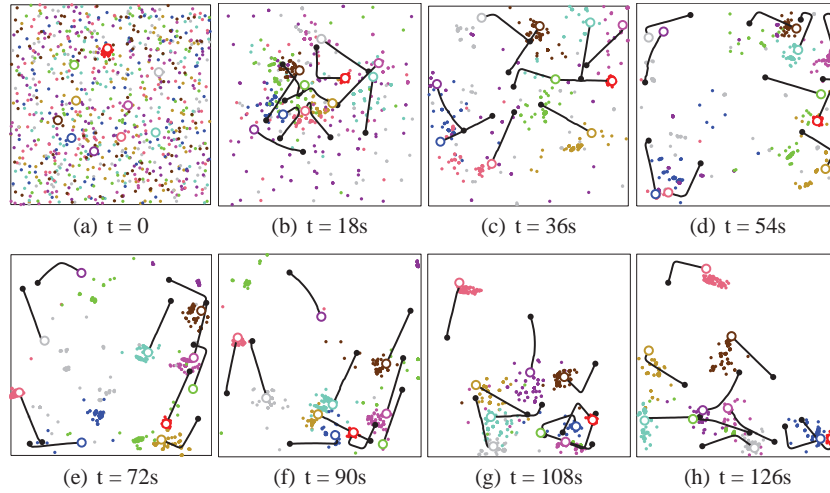 (a) t = 0
(b) t = 18s
(c) t = 36s
(d) t = 54s
(e) t = 72s
(f) t = 90s
(g) t = 108s
(h) t = 126s